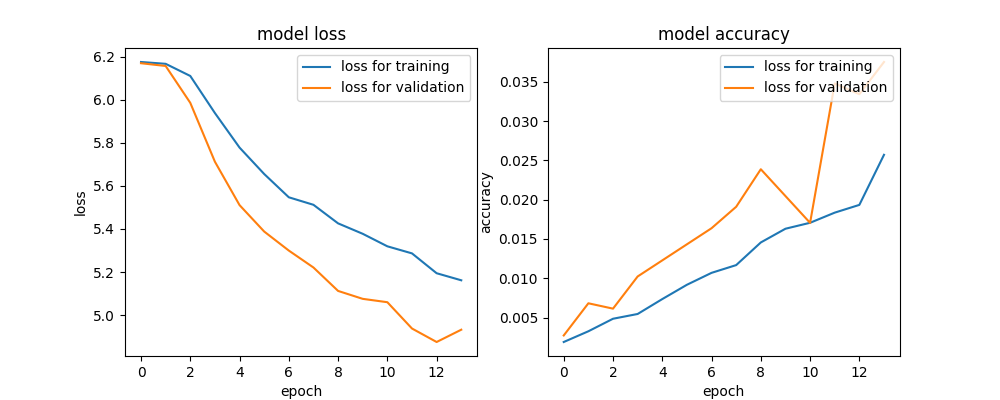 model loss
loss for training
loss for validation
6.2
6.0
5.8
5.6
5.4
5.2
5.0
loss
0 2 4 6 8 10 12
epoch
model accuracy
loss for training
loss for validation
0.035
0.030
0.025
0.020
0.015
0.010
0.005
accuracy
0 2 4 6 8 10 12
epoch